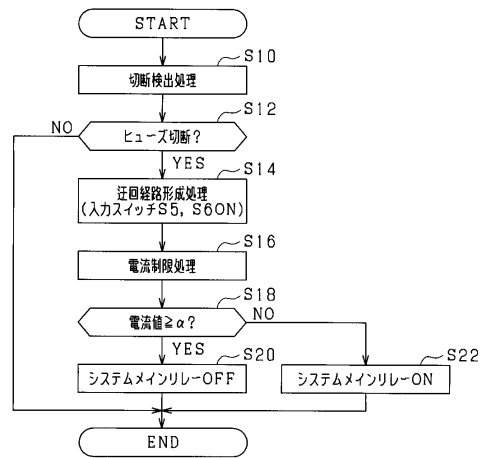 START
S10
切断検出処理
S12
ヒューズ切断?
NO
YES
S14
迂回経路形成処理
(入力スイッチS5, S6ON)
S16
電流制限処理
S18
電流値≧α?
NO
YES
S20
システムメインリレーOFF
S22
システムメインリレーON
END